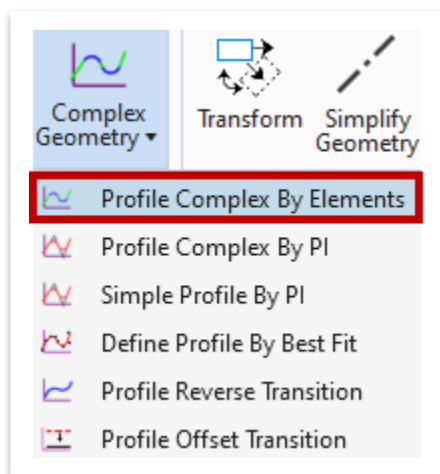 Complex
Geometry
Transform
Simplify
Geometry
Profile Complex By Elements
Profile Complex By PI
Simple Profile By PI
Define Profile By Best Fit
Profile Reverse Transition
Profile Offset Transition